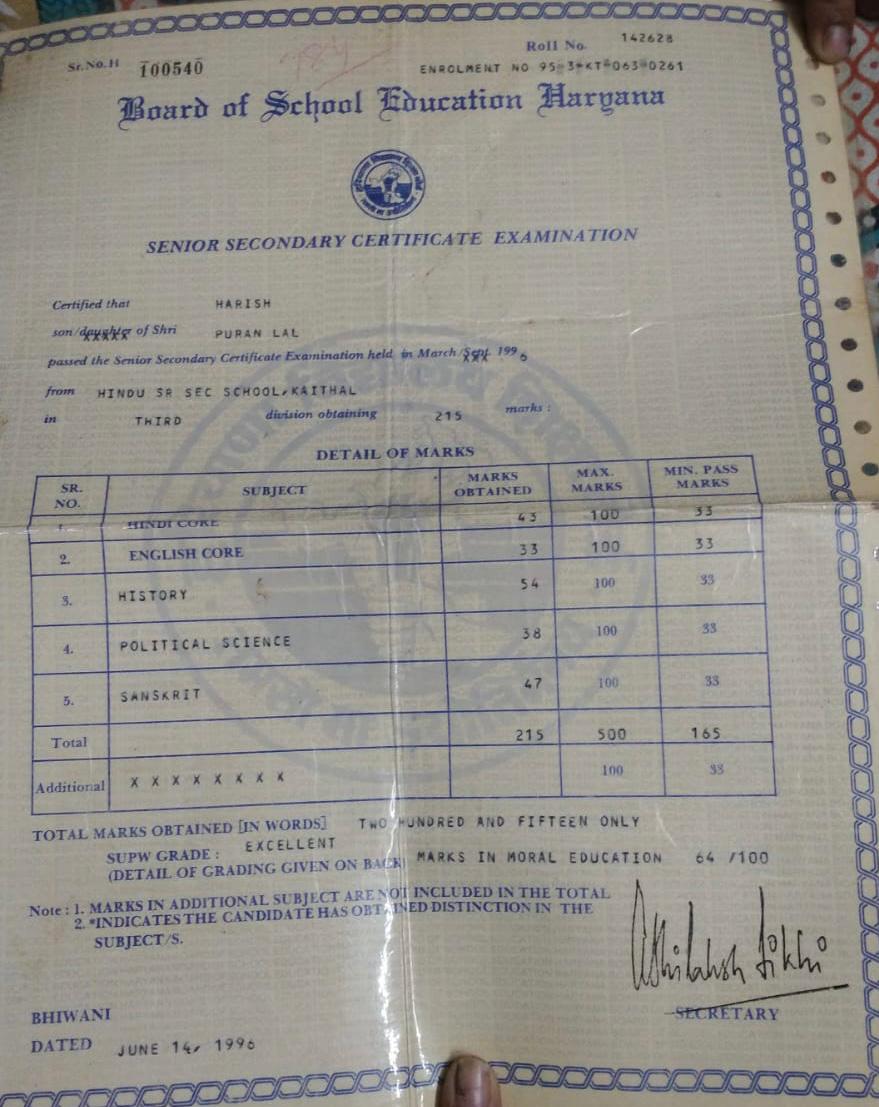 Roll No. 142628
Sr.No.H 100540
ENROLMENT NO 95-3-KT-063-0261
Board of School Education Haryana
SENIOR SECONDARY CERTIFICATE EXAMINATION
Certified that HARISH
son/daughter of Shri PURAN LAL
passed the Senior Secondary Certificate Examination held in March/Sept. 1996
from HINDU SR SEC SCHOOL, KAITHAL
in THIRD division obtaining 215 marks :
DETAIL OF MARKS
SR. NO. SUBJECT MARKS OBTAINED MAX. MARKS MIN. PASS MARKS
1. HINDI CORE 43 100 33
2. ENGLISH CORE 33 100 33
3. HISTORY 54 100 33
4. POLITICAL SCIENCE 38 100 33
5. SANSKRIT 47 100 33
Total 215 500 165
Additional X X X X X X X X 100 33
TOTAL MARKS OBTAINED [IN WORDS] TWO HUNDRED AND FIFTEEN ONLY
SUPW GRADE : EXCELLENT
(DETAIL OF GRADING GIVEN ON BACK) MARKS IN MORAL EDUCATION 64 /100
Note : 1. MARKS IN ADDITIONAL SUBJECT ARE NOT INCLUDED IN THE TOTAL
2. *INDICATES THE CANDIDATE HAS OBTAINED DISTINCTION IN THE
SUBJECT/S.
BHIWANI
SECRETARY
DATED JUNE 14, 1996